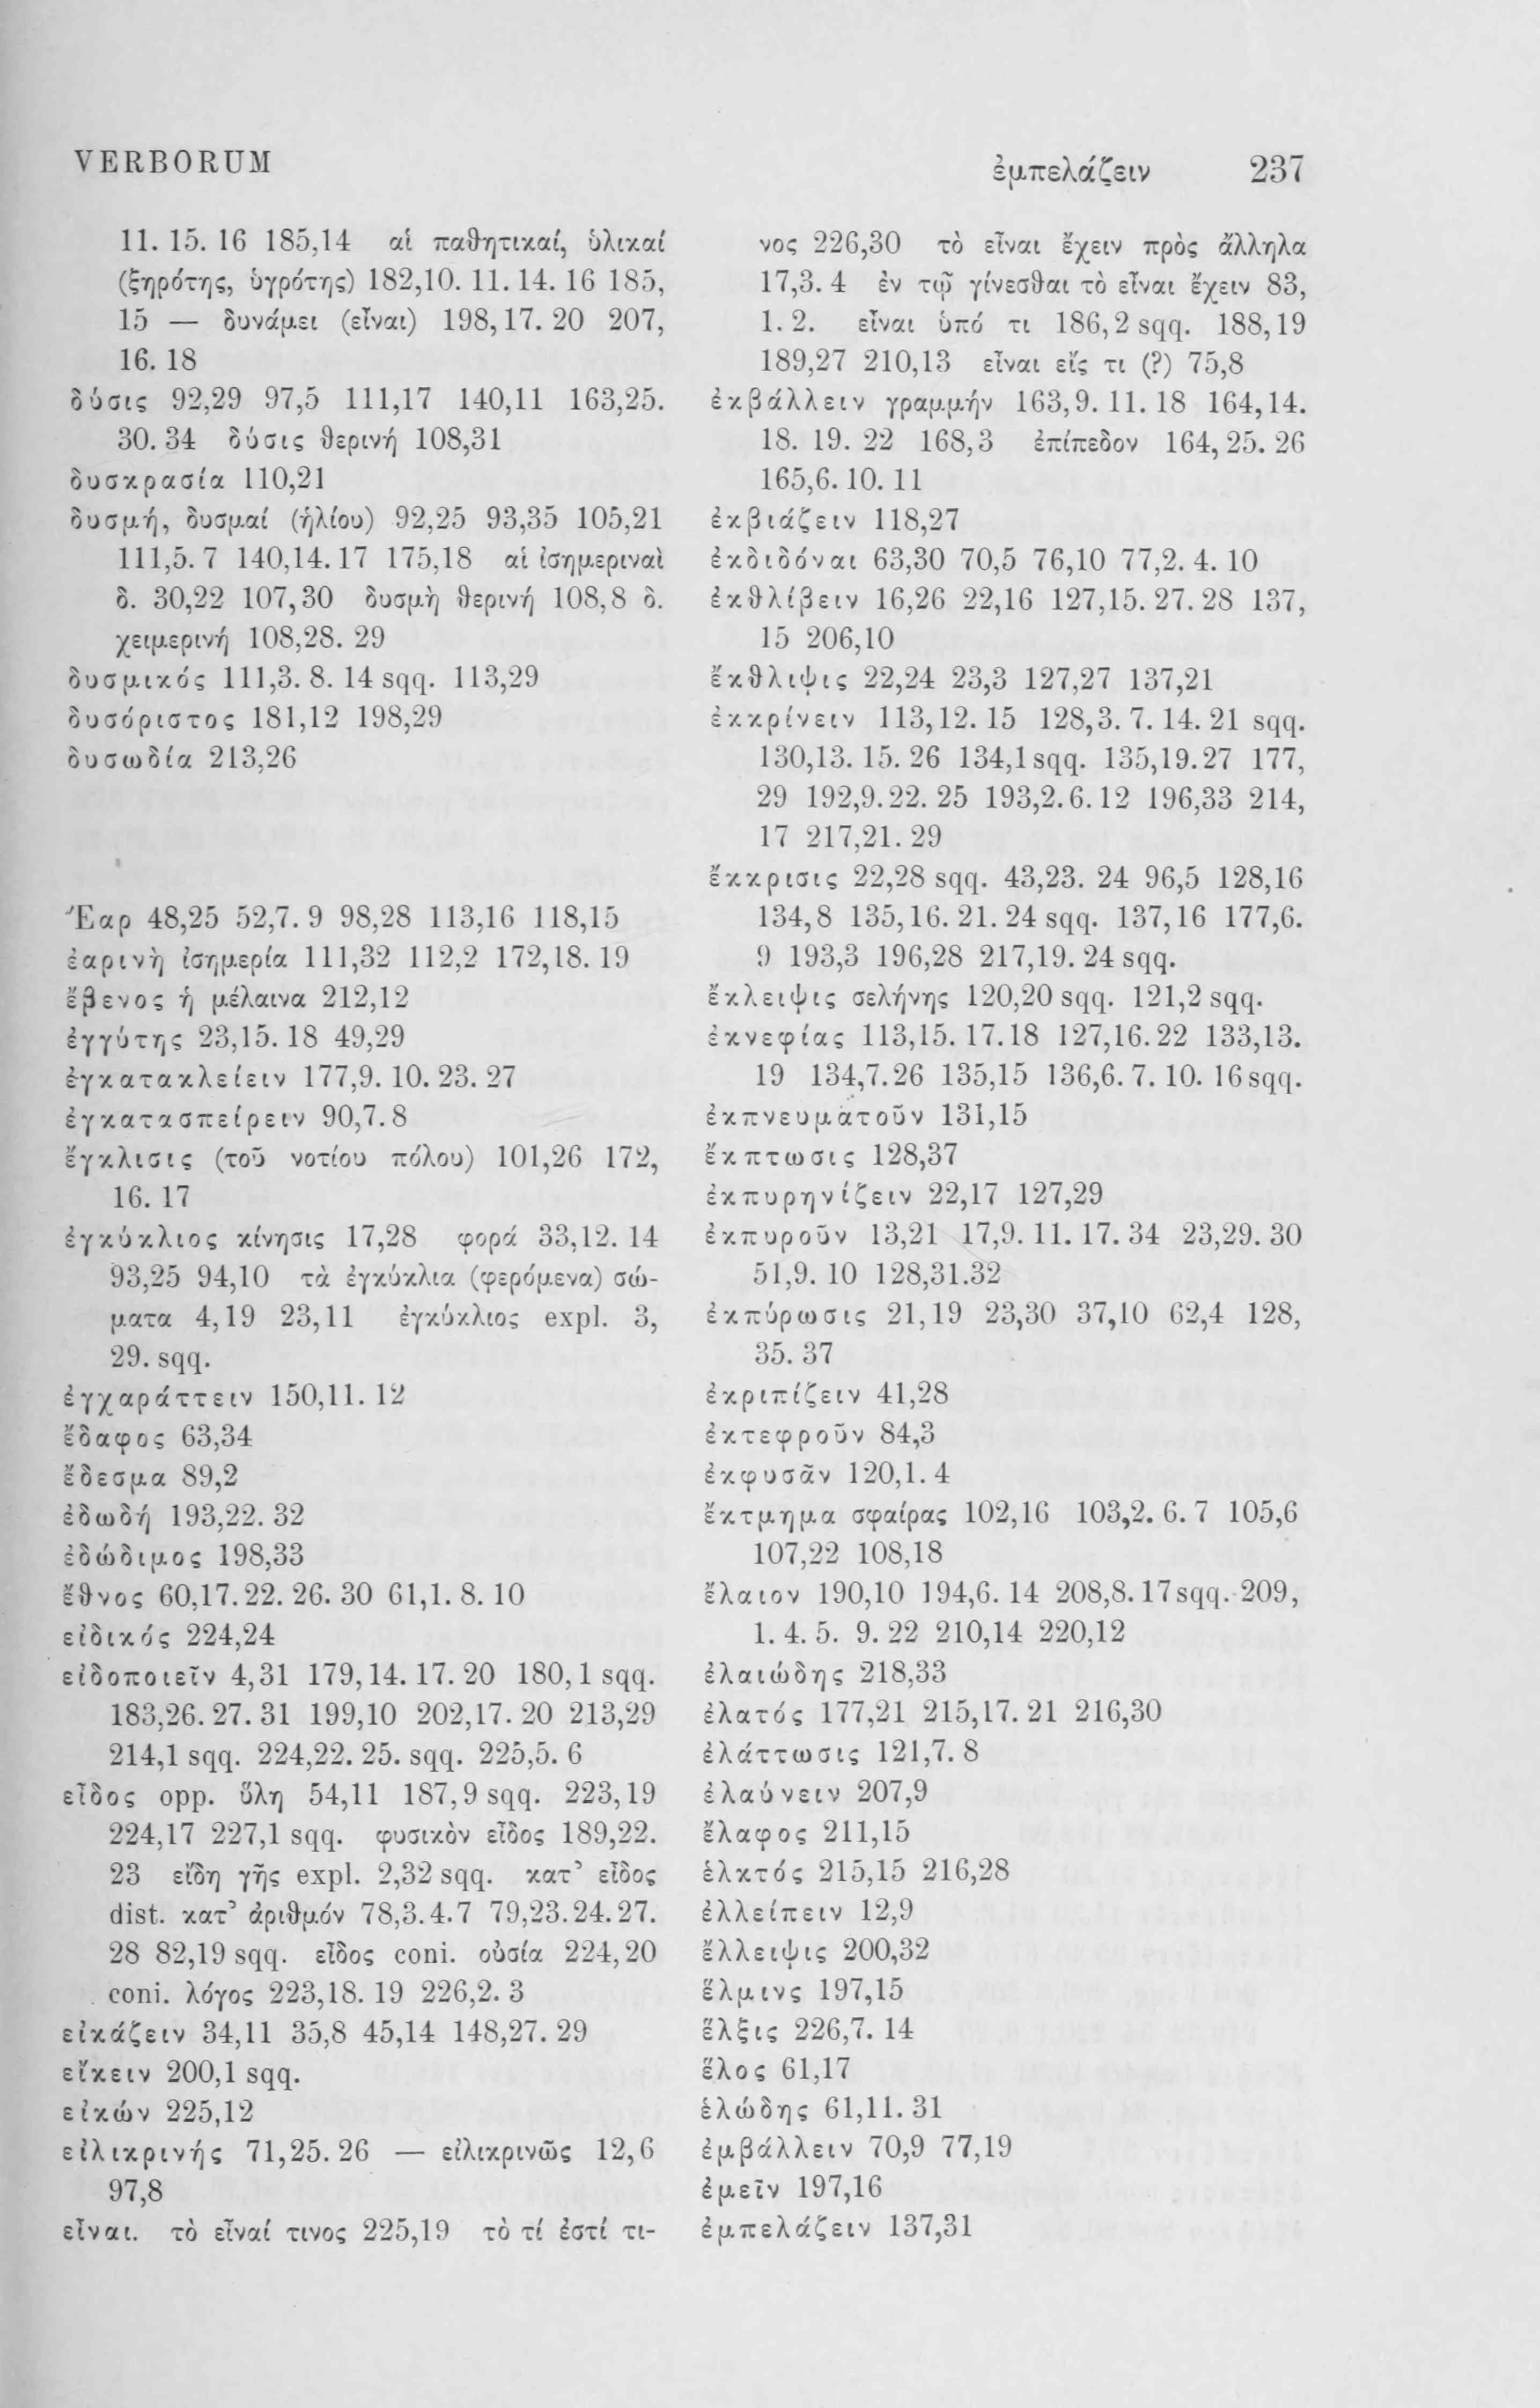 VERBORUM
ἐμπελάζειν 237
11. 15. 16 185,14 αἱ παθητικαί, ὑλικαί
(ξηρότης, ὑγρότης) 182,10. 11. 14. 16 185,
15 — δυνάμει (εἶναι) 198,17. 20 207,
16. 18
δύσις 92,29 97,5 111,17 140,11 163,25.
30. 34 δύσις θερινή 108,31
δυσκρασία 110,21
δυσμή, δυσμαί (ἡλίου) 92,25 93,35 105,21
111,5. 7 140,14. 17 175,18 αἱ ἰσημεριναὶ
δ. 30,22 107,30 δυσμὴ θερινή 108,8 δ.
χειμερινή 108,28. 29
δυσμικός 111,3. 8. 14 sqq. 113,29
δυσόριστος 181,12 198,29
δυσωδία 213,26
Ἔαρ 48,25 52,7. 9 98,28 113,16 118,15
ἐαρινὴ ἰσημερία 111,32 112,2 172,18. 19
ἔβενος ἡ μέλαινα 212,12
ἐγγύτης 23,15. 18 49,29
ἐγκατακλείειν 177,9. 10. 23. 27
ἐγκατασπείρειν 90,7. 8
ἔγκλισις (τοῦ νοτίου πόλου) 101,26 172,
16. 17
ἐγκύκλιος κίνησις 17,28 φορά 33,12. 14
93,25 94,10 τὰ ἐγκύκλια (φερόμενα) σώ-
ματα 4,19 23,11 ἐγκύκλιος expl. 3,
29. sqq.
ἐγχαράττειν 150,11. 12
ἔδαφος 63,34
ἔδεσμα 89,2
ἐδωδή 193,22. 32
ἐδώδιμος 198,33
ἔθνος 60,17. 22. 26. 30 61,1. 8. 10
εἰδικός 224,24
εἰδοποιεῖν 4,31 179,14. 17. 20 180,1 sqq.
183,26. 27. 31 199,10 202,17. 20 213,29
214,1 sqq. 224,22. 25. sqq. 225,5. 6
εἶδος opp. ὕλη 54,11 187,9 sqq. 223,19
224,17 227,1 sqq. φυσικὸν εἶδος 189,22.
23 εἴδη γῆς expl. 2,32 sqq. κατ’ εἶδος
dist. κατ’ ἀριθμόν 78,3. 4. 7 79,23. 24. 27.
28 82,19 sqq. εἶδος coni. οὐσία 224,20
coni. λόγος 223,18. 19 226,2. 3
εἰκάζειν 34,11 35,8 45,14 148,27. 29
εἴκειν 200,1 sqq.
εἰκών 225,12
εἰλικρινής 71,25. 26 — εἰλικρινῶς 12,6
97,8
εἶναι. τὸ εἶναί τινος 225,19 τὸ τί ἐστί τι-
νος 226,30 τὸ εἶναι ἔχειν πρὸς ἄλληλα
17,3. 4 ἐν τῷ γίνεσθαι τὸ εἶναι ἔχειν 83,
1. 2. εἶναι ὑπό τι 186,2 sqq. 188,19
189,27 210,13 εἶναι εἴς τι (?) 75,8
ἐκβάλλειν γραμμήν 163,9. 11. 18 164,14.
18. 19. 22 168,3 ἐπίπεδον 164,25. 26
165,6. 10. 11
ἐκβιάζειν 118,27
ἐκδιδόναι 63,30 70,5 76,10 77,2. 4. 10
ἐκθλίβειν 16,26 22,16 127,15. 27. 28 137,
15 206,10
ἔκθλιψις 22,24 23,3 127,27 137,21
ἐκκρίνειν 113,12. 15 128,3. 7. 14. 21 sqq.
130,13. 15. 26 134,1 sqq. 135,19. 27 177,
29 192,9. 22. 25 193,2. 6. 12 196,33 214,
17 217,21. 29
ἔκκρισις 22,28 sqq. 43,23. 24 96,5 128,16
134,8 135,16. 21. 24 sqq. 137,16 177,6.
9 193,3 196,28 217,19. 24 sqq.
ἔκλειψις σελήνης 120,20 sqq. 121,2 sqq.
ἐκνεφίας 113,15. 17. 18 127,16. 22 133,13.
19 134,7. 26 135,15 136,6. 7. 10. 16 sqq.
ἐκπνευματοῦν 131,15
ἔκπτωσις 128,37
ἐκπυρηνίζειν 22,17 127,29
ἐκπυροῦν 13,21 17,9. 11. 17. 34 23,29. 30
51,9. 10 128,31. 32
ἐκπύρωσις 21,19 23,30 37,10 62,4 128,
35. 37
ἐκριπίζειν 41,28
ἐκτεφροῦν 84,3
ἐκφυσᾶν 120,1. 4
ἔκτμημα σφαίρας 102,16 103,2. 6. 7 105,6
107,22 108,18
ἔλαιον 190,10 194,6. 14 208,8. 17 sqq. 209,
1. 4. 5. 9. 22 210,14 220,12
ἐλαιώδης 218,33
ἐλατός 177,21 215,17. 21 216,30
ἐλάττωσις 121,7. 8
ἐλαύνειν 207,9
ἔλαφος 211,15
ἑλκτός 215,15 216,28
ἐλλείπειν 12,9
ἔλλειψις 200,32
ἕλμινς 197,15
ἕλξις 226,7. 14
ἕλος 61,17
ἑλώδης 61,11. 31
ἐμβάλλειν 70,9 77,19
ἐμεῖν 197,16
ἐμπελάζειν 137,31